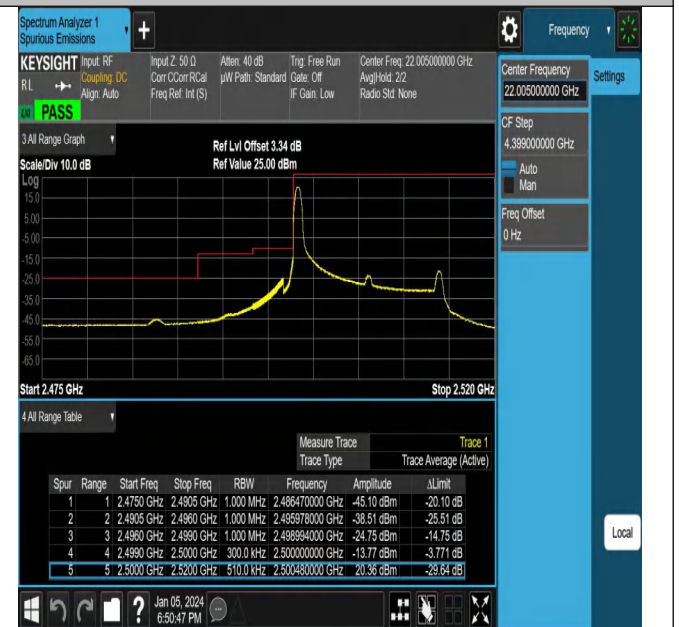 Spectrum Analyzer 1
Spurious Emissions
Frequency
KEYSIGHT
RL
Input: RF
Coupling: DC
Align: Auto
Input Z: 50 Ω
Corr CCorr RCal
Freq Ref: Int (S)
Atten: 40 dB
µW Path: Standard
Trig: Free Run
Gate: Off
IF Gain: Low
Center Freq: 22.005000000 GHz
Avg|Hold: 2/2
Radio Std: None
PASS
Center Frequency
22.005000000 GHz
Settings
CF Step
4.399000000 GHz
Auto
Man
Freq Offset
0 Hz
3 All Range Graph
Ref Lvl Offset 3.34 dB
Scale/Div 10.0 dB
Ref Value 25.00 dBm
Log
15.0
5.00
-5.00
-15.0
-25.0
-35.0
-45.0
-55.0
-65.0
Start 2.475 GHz
Stop 2.520 GHz
4 All Range Table
Measure Trace Trace 1
Trace Type Trace Average (Active)
Spur Range Start Freq Stop Freq RBW Frequency Amplitude ΔLimit
1 1 2.4750 GHz 2.4905 GHz 1.000 MHz 2.486470000 GHz -45.10 dBm -20.10 dB
2 2 2.4905 GHz 2.4960 GHz 1.000 MHz 2.495978000 GHz -38.51 dBm -25.51 dB
3 3 2.4960 GHz 2.4990 GHz 1.000 MHz 2.498994000 GHz -24.75 dBm -14.75 dB
4 4 2.4990 GHz 2.5000 GHz 300.0 kHz 2.500000000 GHz -13.77 dBm -3.771 dB
5 5 2.5000 GHz 2.5200 GHz 510.0 kHz 2.500480000 GHz 20.36 dBm -29.64 dB
Local
Jan 05, 2024
6:50:47 PM